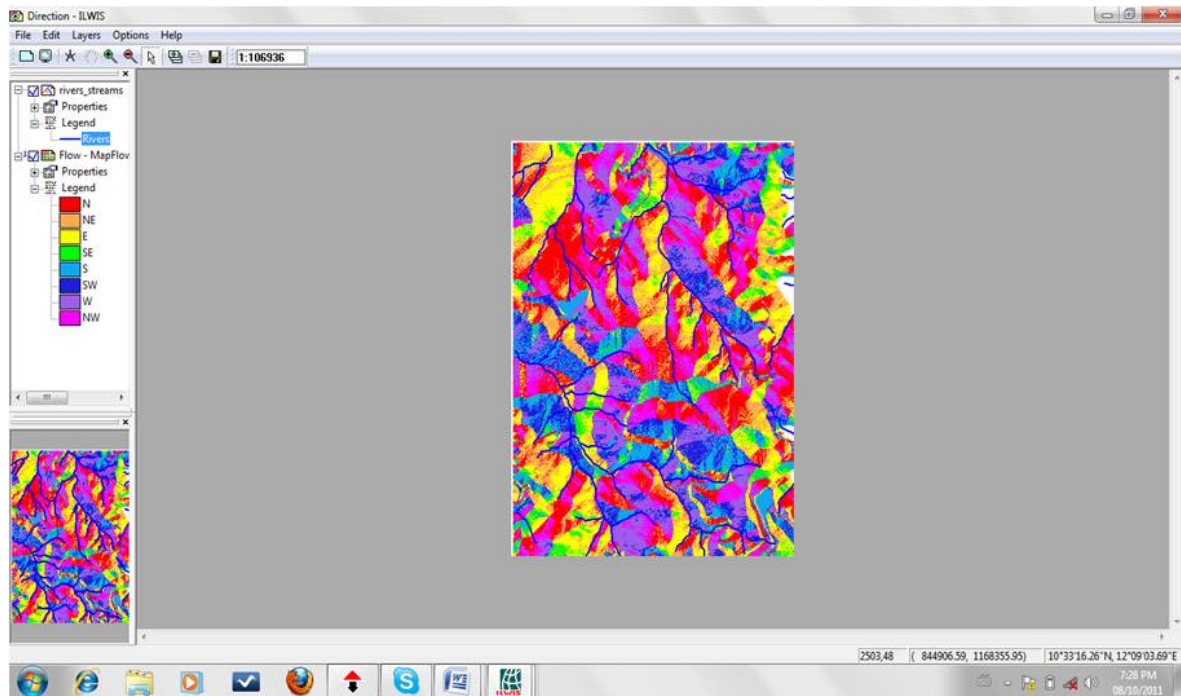 Direction - ILWIS
File Edit Layers Options Help
1:106936
rivers_streams
Properties
Legend
Rivers
Flow - MapFlov
Properties
Legend
N
NE
E
SE
S
SW
W
NW
2503,48 ( 844906.59, 1168355.95) 10°33'16.26"N, 12°09'03.69"E
ILWIS
7:28 PM
08/10/2011